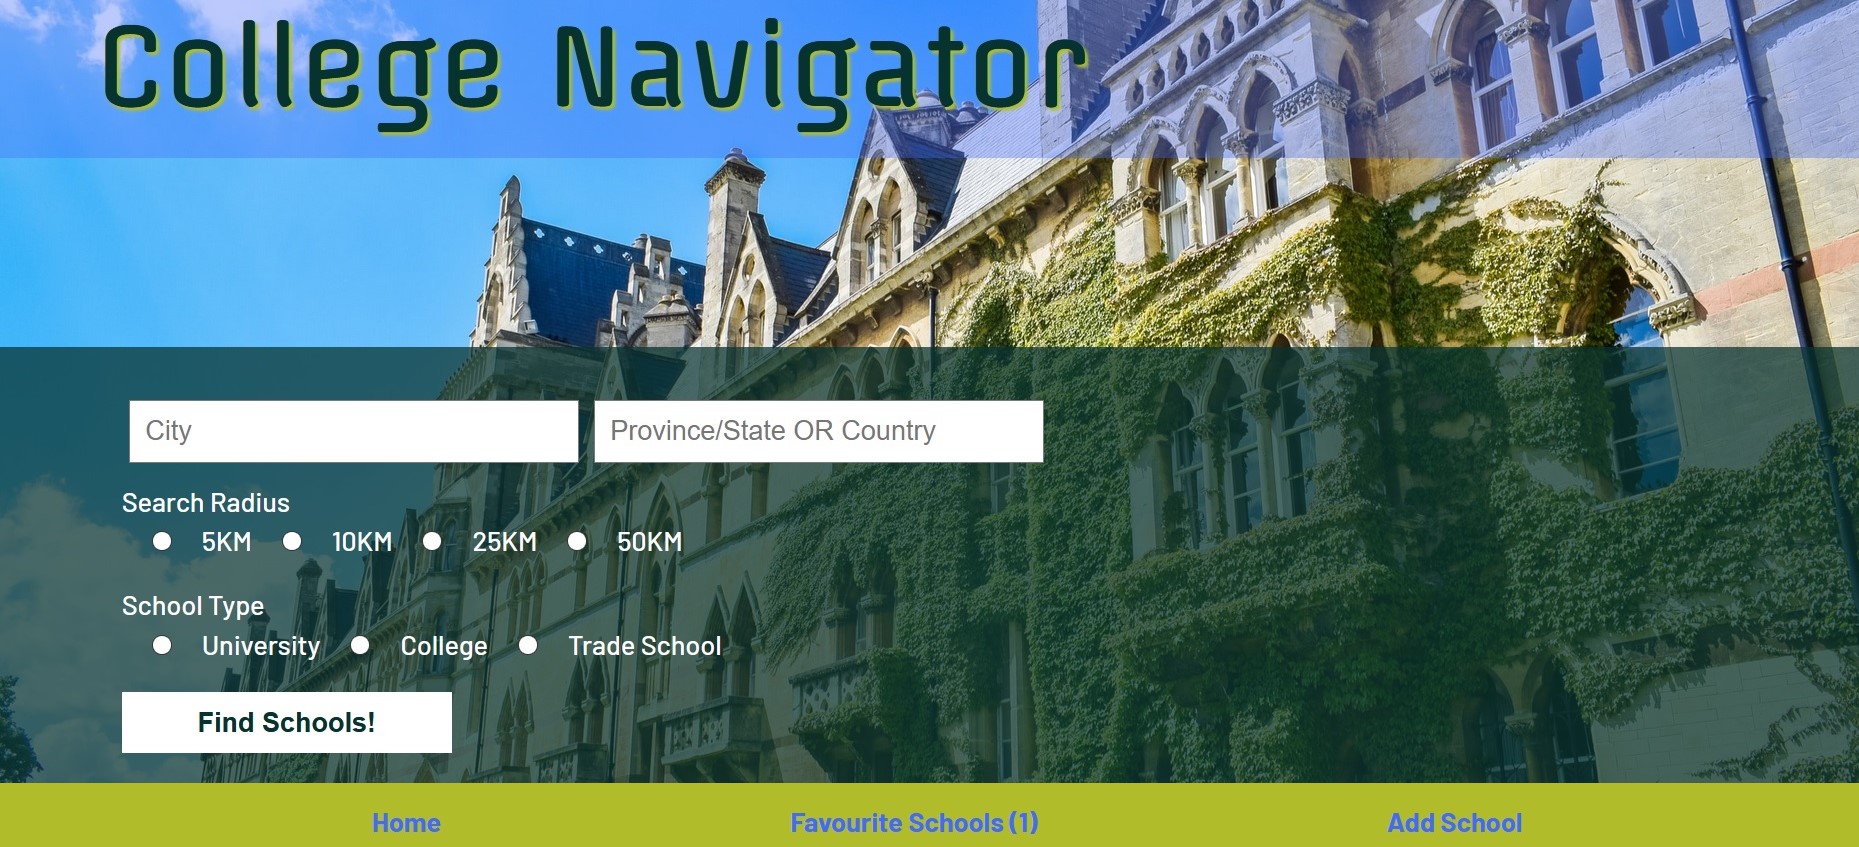 College Navigator
City
Province/State OR Country
Search Radius
5KM 10KM 25KM 50KM
School Type
University College Trade School
Find Schools!
Home Favourite Schools (1) Add School